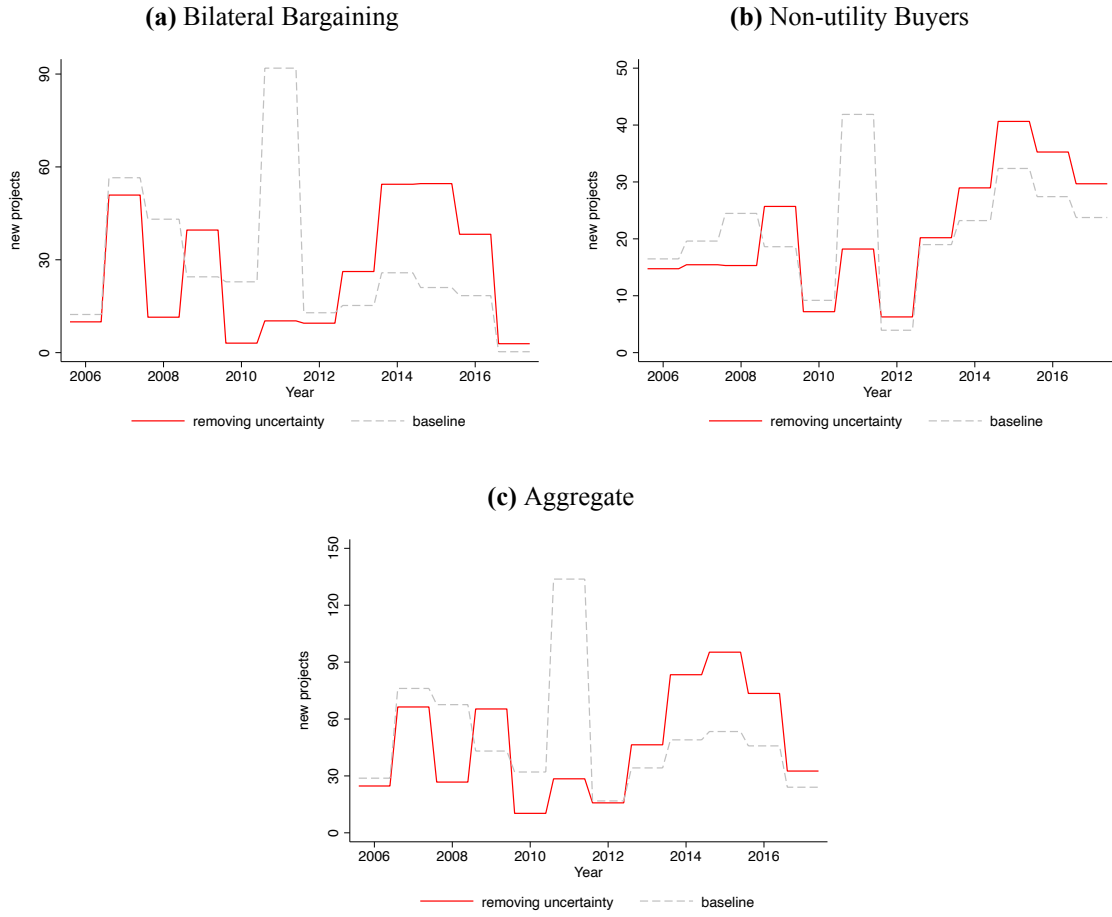 (a) Bilateral Bargaining
new projects
90
60
30
0
2006 2008 2010 2012 2014 2016
Year
removing uncertainty baseline
(b) Non-utility Buyers
new projects
50
40
30
20
10
0
2006 2008 2010 2012 2014 2016
Year
removing uncertainty baseline
(c) Aggregate
new projects
150
120
90
60
30
0
2006 2008 2010 2012 2014 2016
Year
removing uncertainty baseline